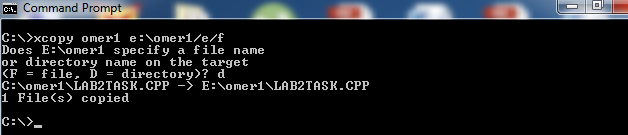 Command Prompt
C:\>xcopy omer1 e:\omer1/e/f
Does E:\omer1 specify a file name
or directory name on the target
(F = file, D = directory)? d
C:\omer1\LAB2TASK.CPP -> E:\omer1\LAB2TASK.CPP
1 File(s) copied
C:\>_